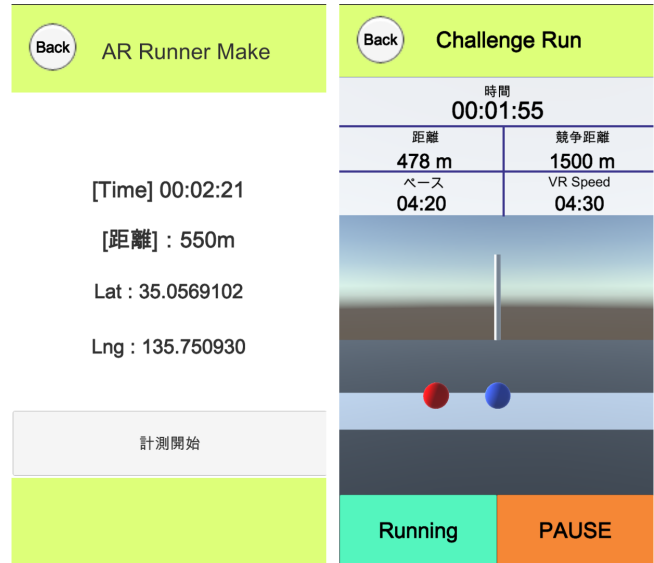 Back
AR Runner Make
[Time] 00:02:21
[距離]：550m
Lat : 35.0569102
Lng : 135.750930
計測開始
Back
Challenge Run
時間
00:01:55
距離
競争距離
478 m
1500 m
ペース
VR Speed
04:20
04:30
Running
PAUSE